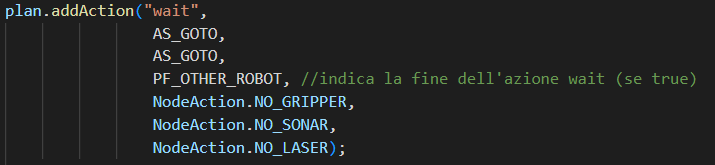 plan.addAction("wait",
AS_GOTO,
AS_GOTO,
PF_OTHER_ROBOT, //indica la fine dell'azione wait (se true)
NodeAction.NO_GRIPPER,
NodeAction.NO_SONAR,
NodeAction.NO_LASER);